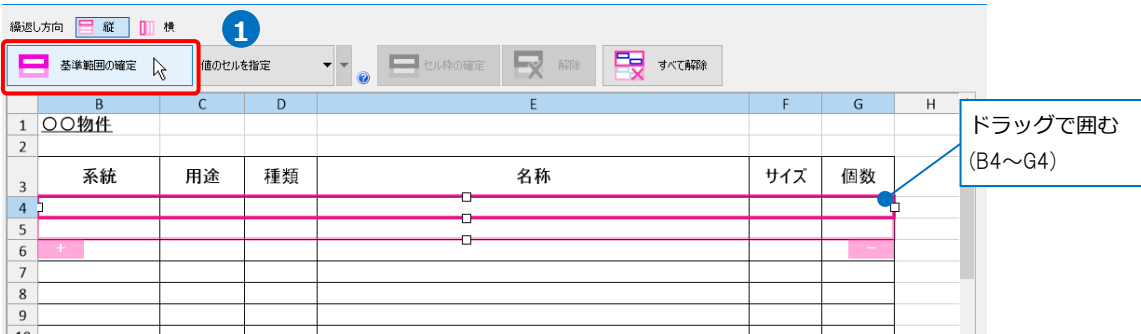 繰返し方向 縦 横
1
基準範囲の確定 値のセルを指定 セル枠の確定 解除 すべて解除
B C D E F G H
1 〇〇物件
2
3 系統 用途 種類 名称 サイズ 個数
4
5
6 + −
7
8
9
ドラッグで囲む
(B4～G4)